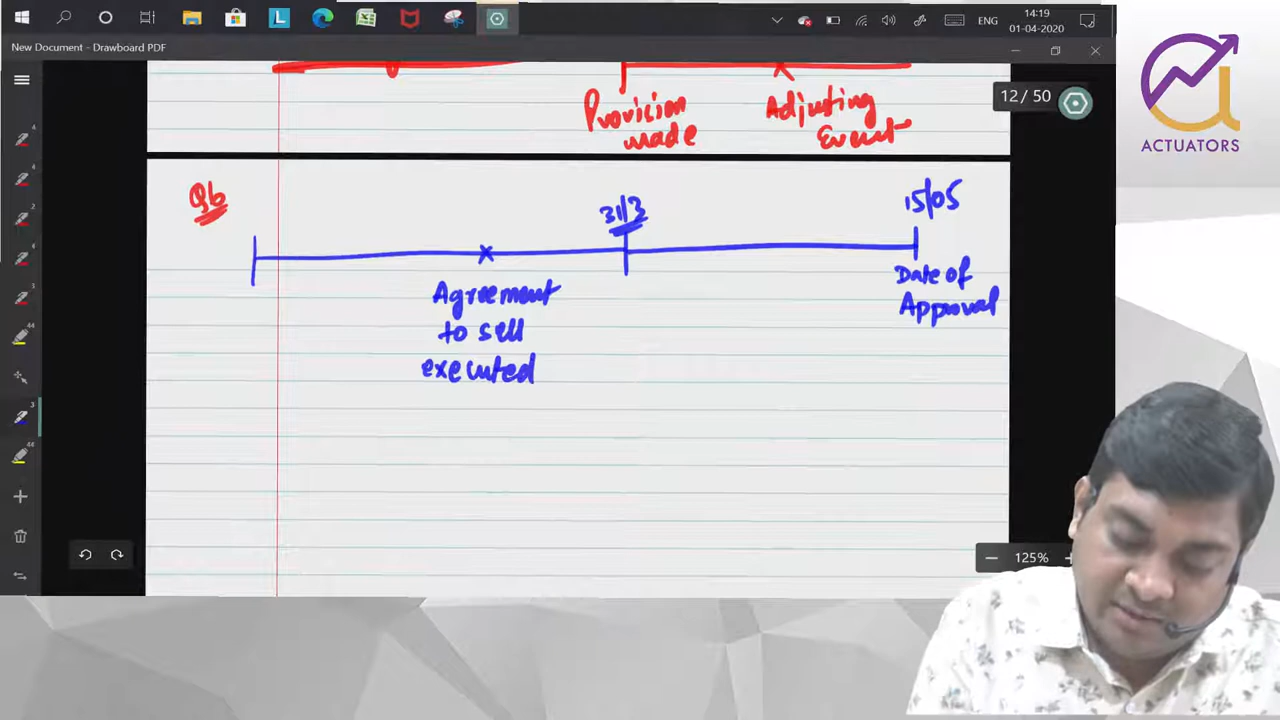 ENG
14:19
01-04-2020
New Document - Drawboard PDF
12 / 50
Provision
made
Adjusting
Event
ACTUATORS
Q6
31/3
15/05
Agreement
to sell
executed
Date of
Approval
125%